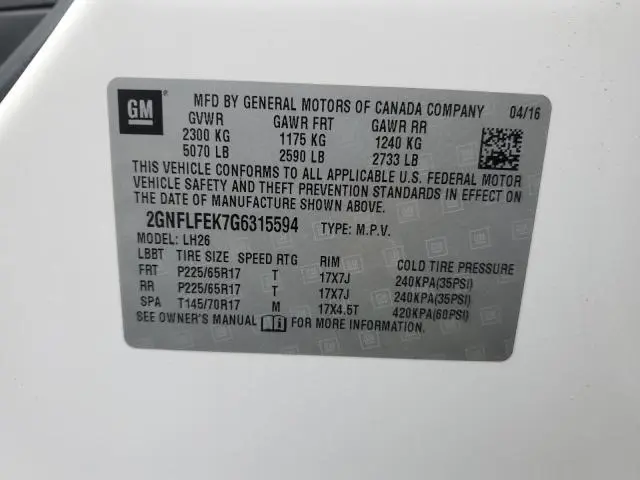 GM
MFD BY GENERAL MOTORS OF CANADA COMPANY 04/16
GVWR GAWR FRT GAWR RR
2300 KG 1175 KG 1240 KG
5070 LB 2590 LB 2733 LB
THIS VEHICLE CONFORMS TO ALL APPLICABLE U.S. FEDERAL MOTOR
VEHICLE SAFETY AND THEFT PREVENTION STANDARDS IN EFFECT ON
THE DATE OF MANUFACTURE SHOWN ABOVE.
2GNFLFEK7G6315594 TYPE: M.P.V.
MODEL: LH26
LBBT TIRE SIZE SPEED RTG RIM COLD TIRE PRESSURE
FRT P225/65R17 T 17X7J 240KPA(35PSI)
RR P225/65R17 T 17X7J 240KPA(35PSI)
SPA T145/70R17 M 17X4.5T 420KPA(60PSI)
SEE OWNER'S MANUAL FOR MORE INFORMATION.